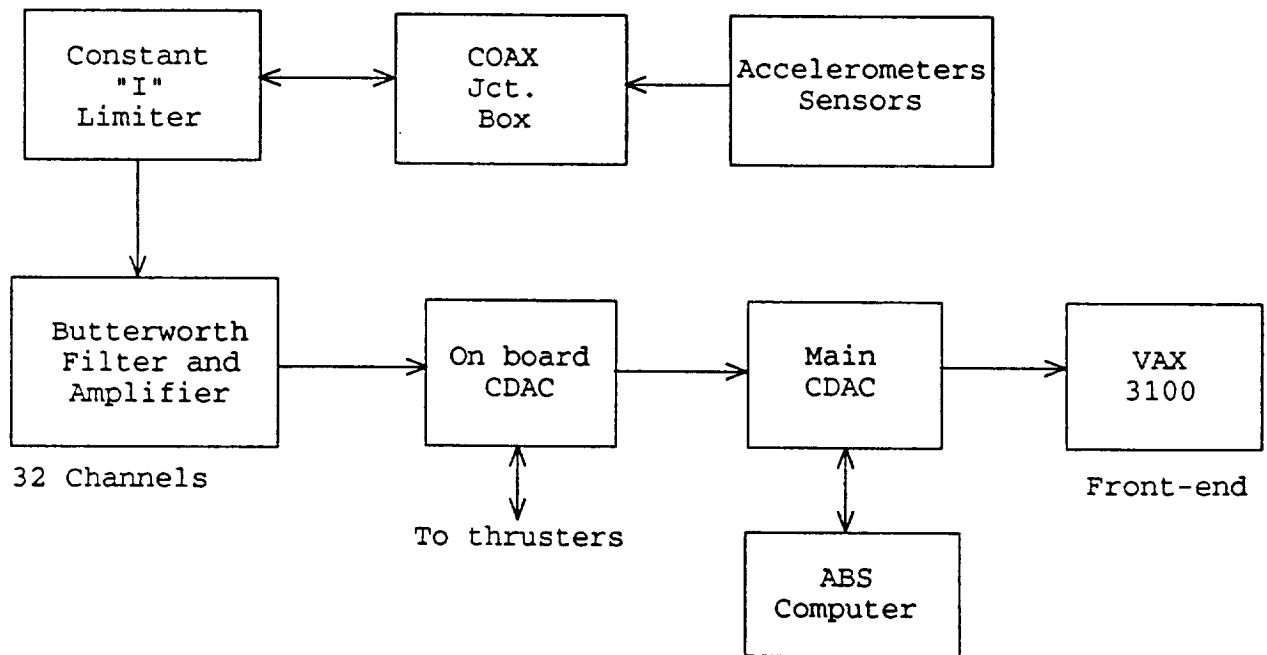 Constant
"I"
Limiter
COAX
Jct.
Box
Accelerometers
Sensors
Butterworth
Filter and
Amplifier
32 Channels
On board
CDAC
To thrusters
Main
CDAC
VAX
3100
Front-end
ABS
Computer